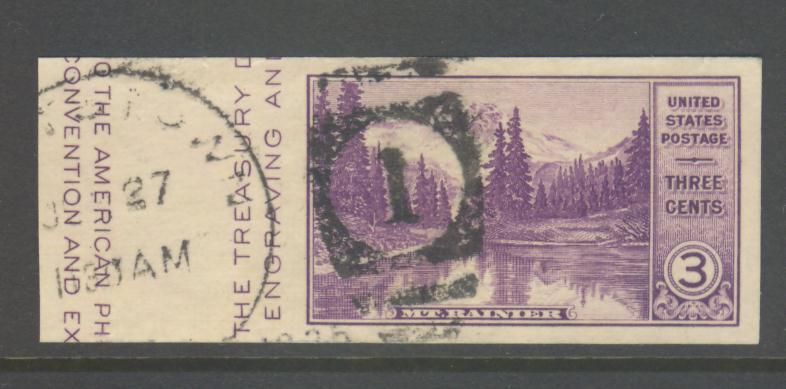 O THE AMERICAN PH
CONVENTION AND EX
THE TREASURY
ENGRAVING AND
27
AM
1
UNITED
STATES
POSTAGE
THREE
CENTS
3
MT. RAINIER